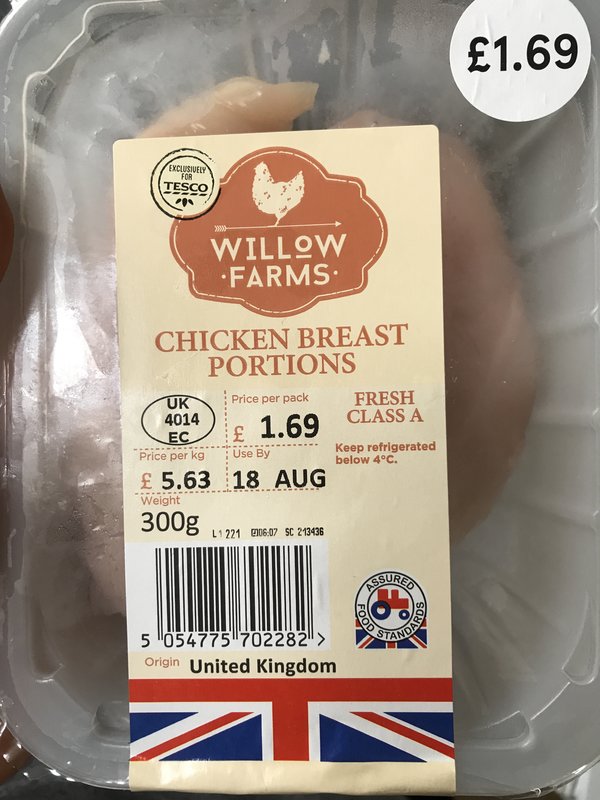 £1.69
EXCLUSIVELY
FOR
TESCO
WILLOW
·FARMS·
CHICKEN BREAST
PORTIONS
UK
4014
EC
Price per pack
£ 1.69
FRESH
CLASS A
Keep refrigerated
below 4°C.
Price per kg
£ 5.63
Use By
18 AUG
Weight
300g
L1 221 06:07 SC 213436
5 054775 702282 >
ASSURED
FOOD STANDARDS
Origin United Kingdom